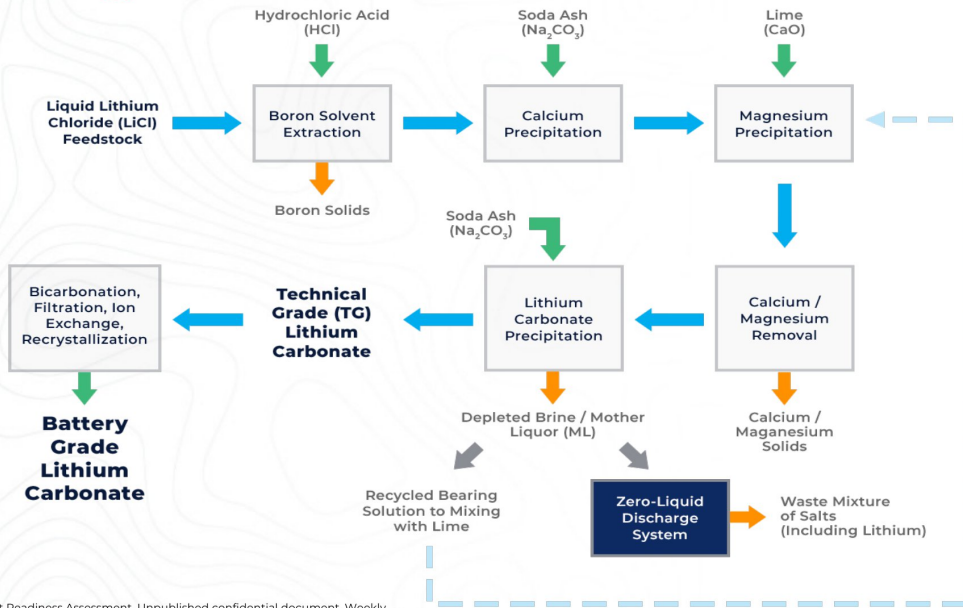 Hydrochloric Acid
(HCl)
Soda Ash
(Na₂CO₃)
Lime
(CaO)
Liquid Lithium
Chloride (LiCl)
Feedstock
Boron Solvent
Extraction
Calcium
Precipitation
Magnesium
Precipitation
Boron Solids
Soda Ash
(Na₂CO₃)
Bicarbonation,
Filtration, Ion
Exchange,
Recrystallization
Technical
Grade (TG)
Lithium
Carbonate
Lithium
Carbonate
Precipitation
Calcium /
Magnesium
Removal
Battery
Grade
Lithium
Carbonate
Depleted Brine / Mother
Liquor (ML)
Calcium /
Maganesium
Solids
Recycled Bearing
Solution to Mixing
with Lime
Zero-Liquid
Discharge
System
Waste Mixture
of Salts
(Including Lithium)
Readiness Assessment. Unpublished confidential document. Weekly